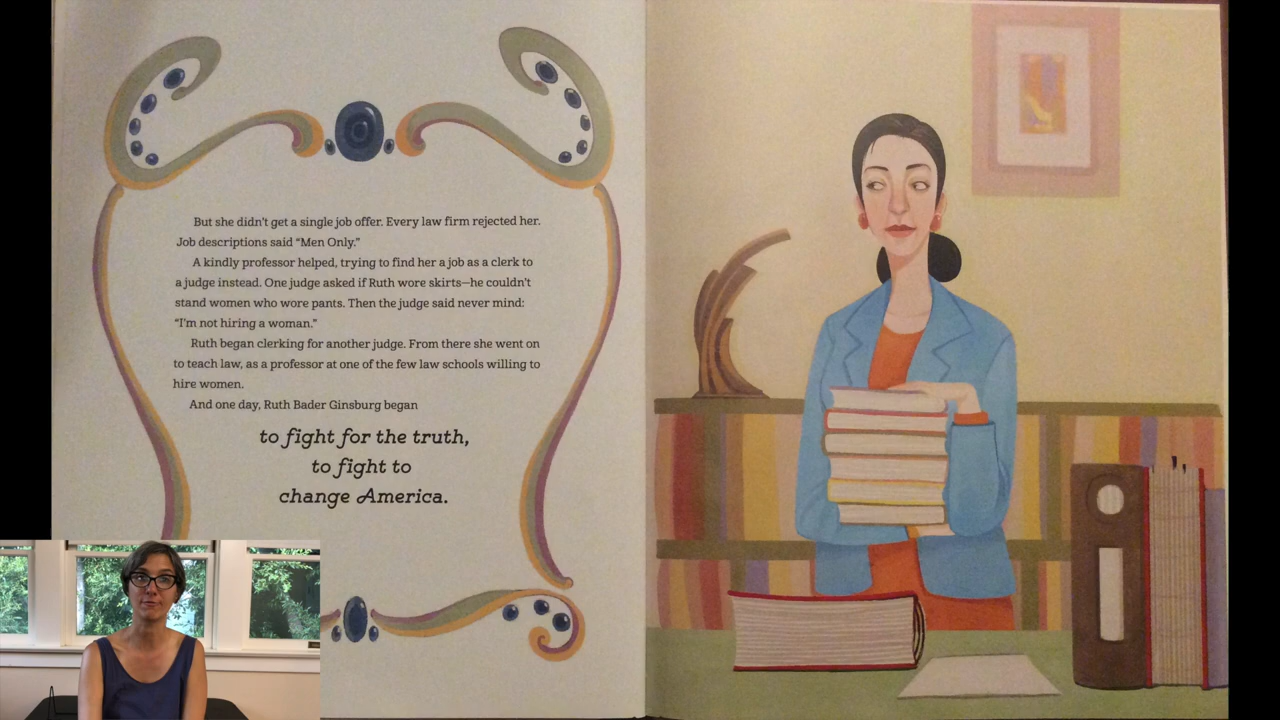 But she didn't get a single job offer. Every law firm rejected her.
Job descriptions said “Men Only.”
A kindly professor helped, trying to find her a job as a clerk to
a judge instead. One judge asked if Ruth wore skirts—he couldn't
stand women who wore pants. Then the judge said never mind:
“I'm not hiring a woman.”
Ruth began clerking for another judge. From there she went on
to teach law, as a professor at one of the few law schools willing to
hire women.
And one day, Ruth Bader Ginsburg began
to fight for the truth,
to fight to
change America.